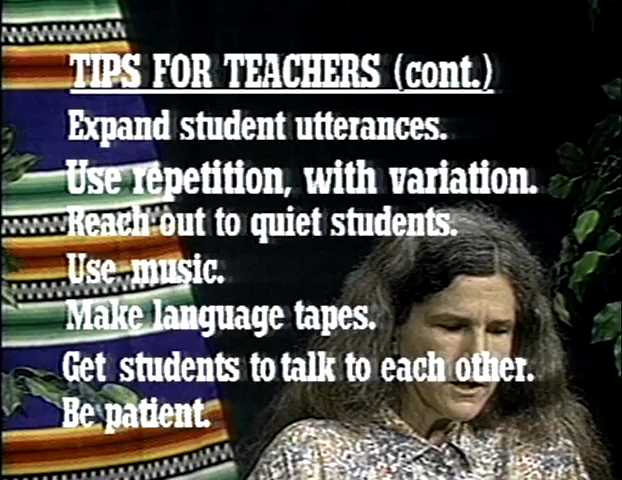 TIPS FOR TEACHERS (cont.)
Expand student utterances.
Use repetition, with variation.
Reach out to quiet students.
Use music.
Make language tapes.
Get students to talk to each other.
Be patient.